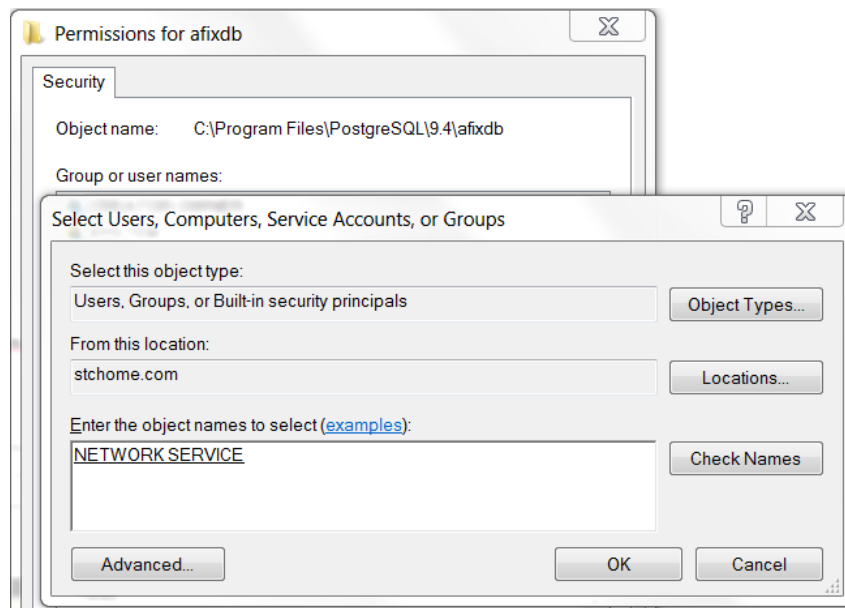 Permissions for afixdb
Security
Object name: C:\Program Files\PostgreSQL\9.4\afixdb
Group or user names:
Select Users, Computers, Service Accounts, or Groups
Select this object type:
Users, Groups, or Built-in security principals
Object Types...
From this location:
stchome.com
Locations...
Enter the object names to select (examples):
NETWORK SERVICE
Check Names
Advanced...
OK
Cancel